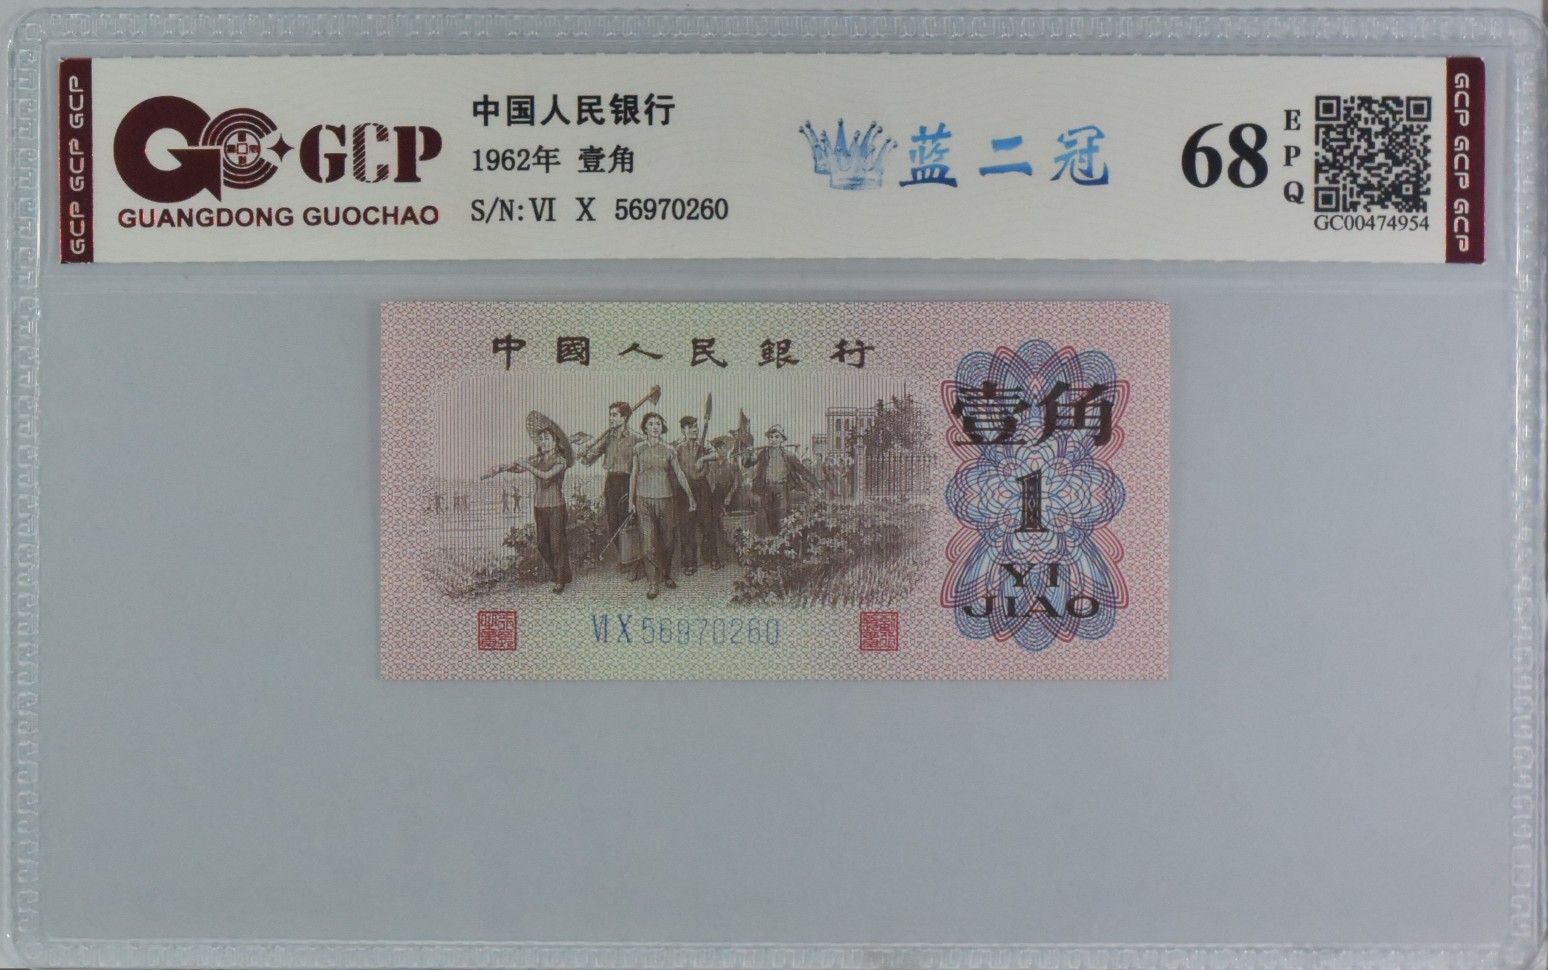 GCP GCP GCP
GCP
GUANGDONG GUOCHAO
中国人民银行
1962年 壹角
S/N: VI X 56970260
蓝二冠
68
EPQ
GC00474954
GCP GCP GCP
中國人民銀行
壹角
1
YI
JIAO
VI X 56970260